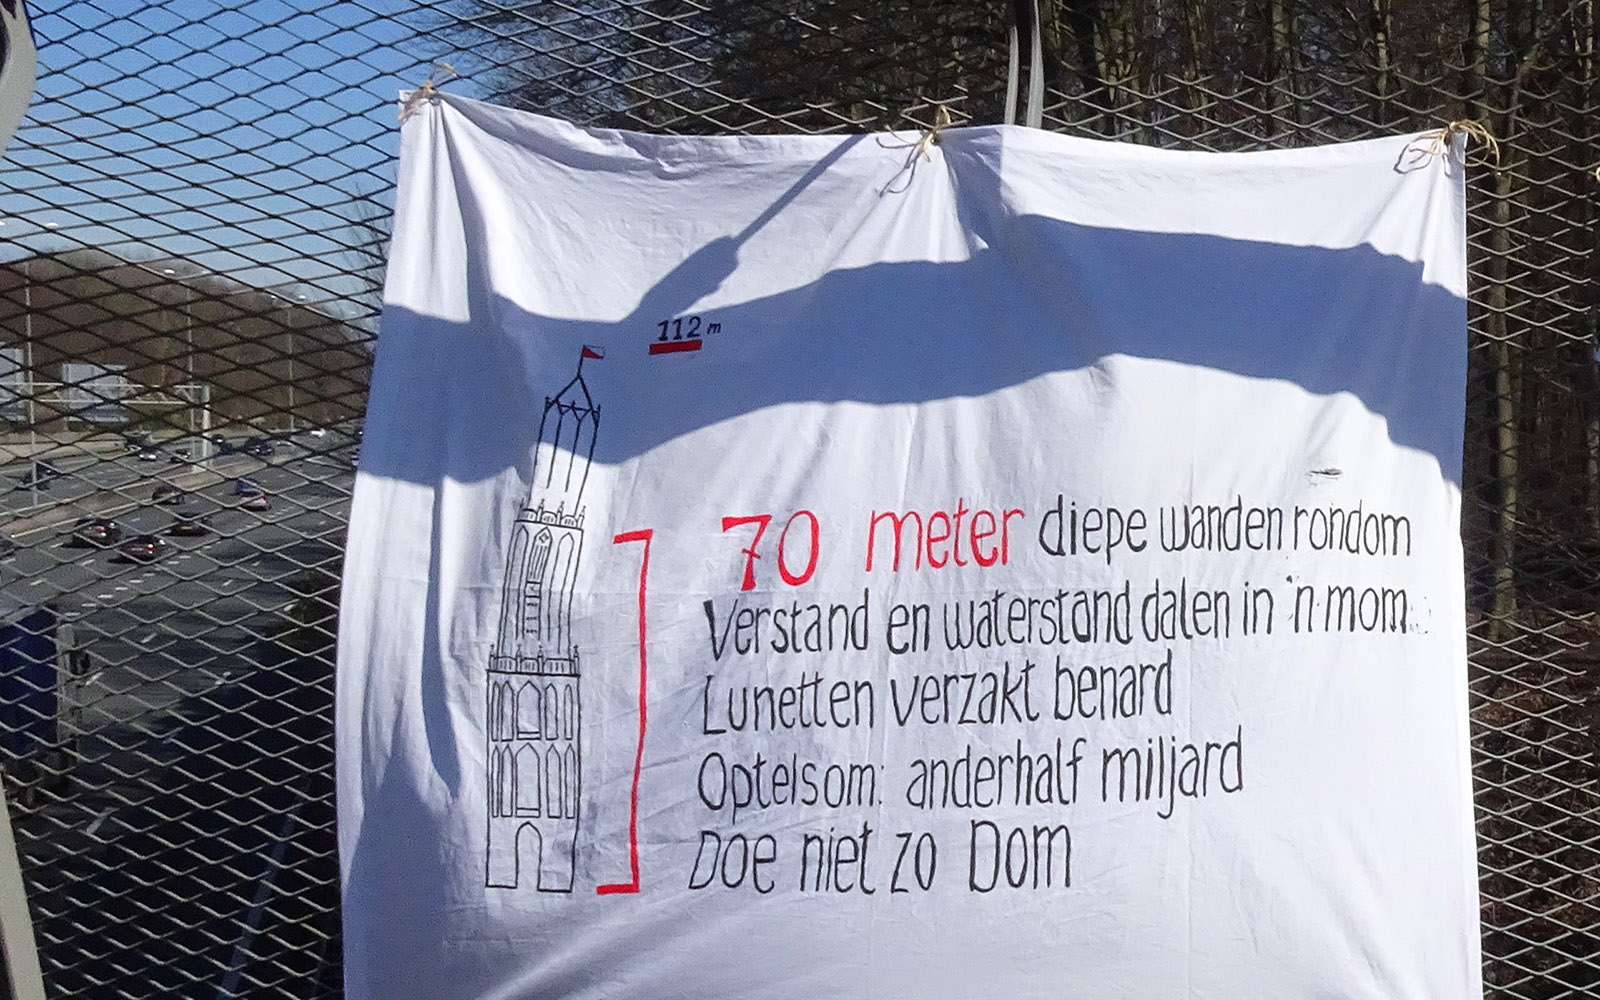 112 m
70 meter diepe wanden rondom
Verstand en waterstand dalen in 'n mom
Lunetten verzakt benard
Optelsom: anderhalf miljard
Doe niet zo Dom